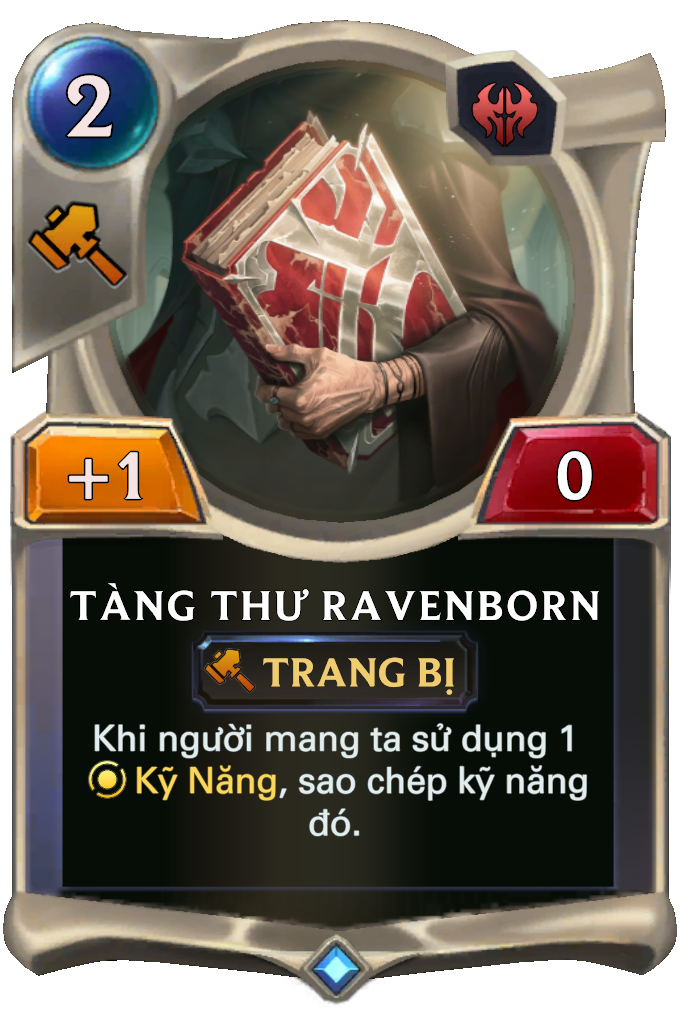 2
+1
0
TÀNG THƯ RAVENBORN
TRANG BỊ
Khi người mang ta sử dụng 1
Kỹ Năng, sao chép kỹ năng
đó.